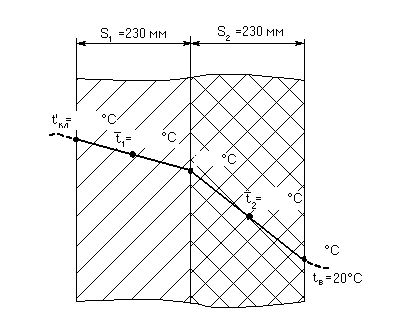 S₁ =230 мм
S₂ =230 мм
t'кл= °C
t̅₁= °C
°C
t̅₂= °C
°C
tв =20°C